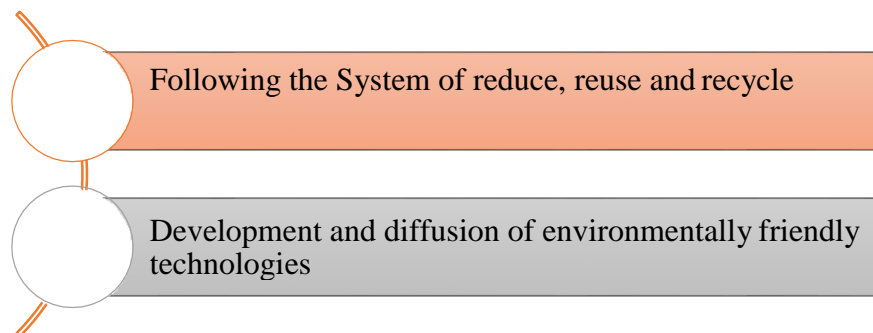 Following the System of reduce, reuse and recycle
Development and diffusion of environmentally friendly
technologies